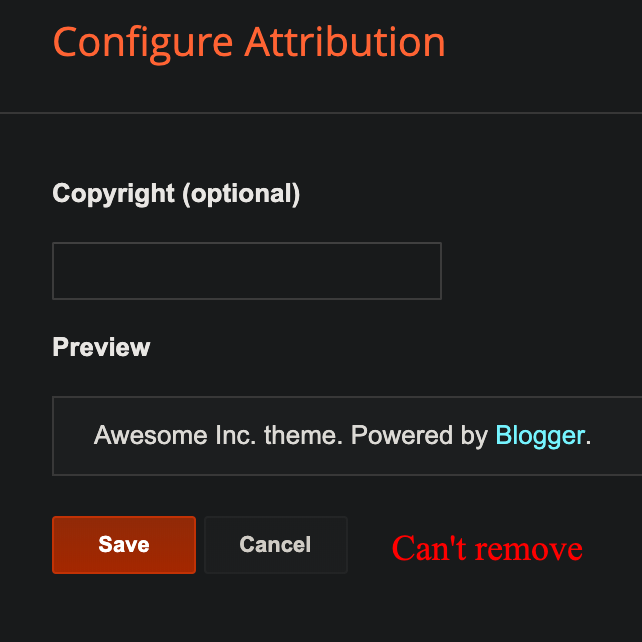 Configure Attribution
Copyright (optional)
Preview
Awesome Inc. theme. Powered by Blogger.
Save Cancel Can't remove